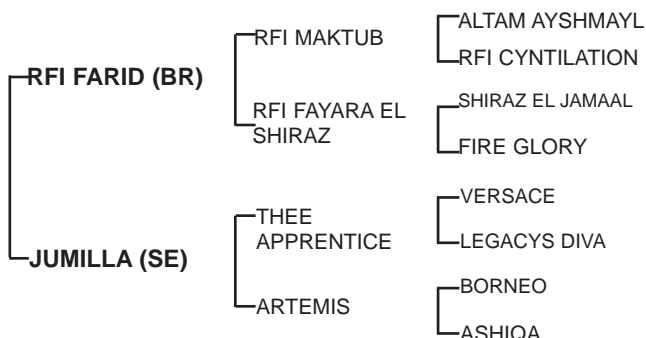 ALTAM AYSHMAYL
RFI MAKTUB
RFI CYNTILATION
RFI FARID (BR)
SHIRAZ EL JAMAAL
RFI FAYARA EL
SHIRAZ
FIRE GLORY
VERSACE
THEE
APPRENTICE
LEGACYS DIVA
JUMILLA (SE)
BORNEO
ARTEMIS
ASHIQA